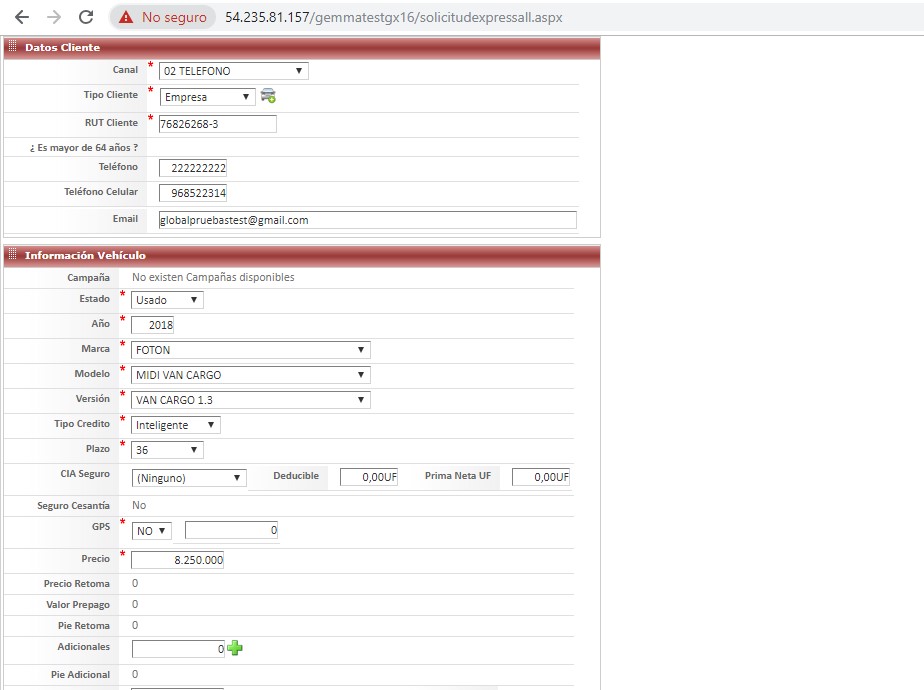 No seguro 54.235.81.157/gemmatestgx16/solicitudexpressall.aspx
Datos Cliente
Canal * 02 TELEFONO
Tipo Cliente * Empresa
RUT Cliente * 76826268-3
¿ Es mayor de 64 años ?
Teléfono 222222222
Teléfono Celular 968522314
Email globalpruebastest@gmail.com
Información Vehículo
Campaña No existen Campañas disponibles
Estado * Usado
Año * 2018
Marca * FOTON
Modelo * MIDI VAN CARGO
Versión * VAN CARGO 1.3
Tipo Credito * Inteligente
Plazo * 36
CIA Seguro (Ninguno) Deducible 0,00UF Prima Neta UF 0,00UF
Seguro Cesantía No
GPS * NO 0
Precio * 8.250.000
Precio Retoma 0
Valor Prepago 0
Pie Retoma 0
Adicionales 0
Pie Adicional 0